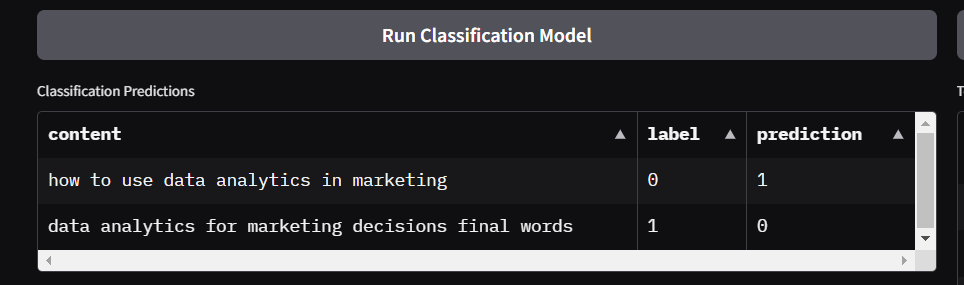 Run Classification Model
Classification Predictions
content ▲ label ▲ prediction ▲
how to use data analytics in marketing 0 1
data analytics for marketing decisions final words 1 0